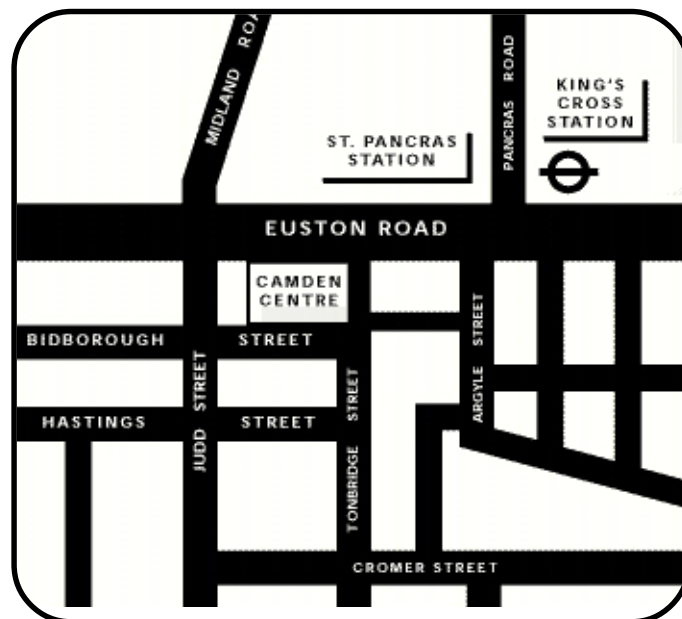 MIDLAND ROA
PANCRAS ROAD
KING'S
CROSS
STATION
ST. PANCRAS
STATION
EUSTON ROAD
CAMDEN
CENTRE
BIDBOROUGH STREET
HASTINGS STREET
JUDD STREET
TONBRIDGE STREET
ARGYLE STREET
CROMER STREET